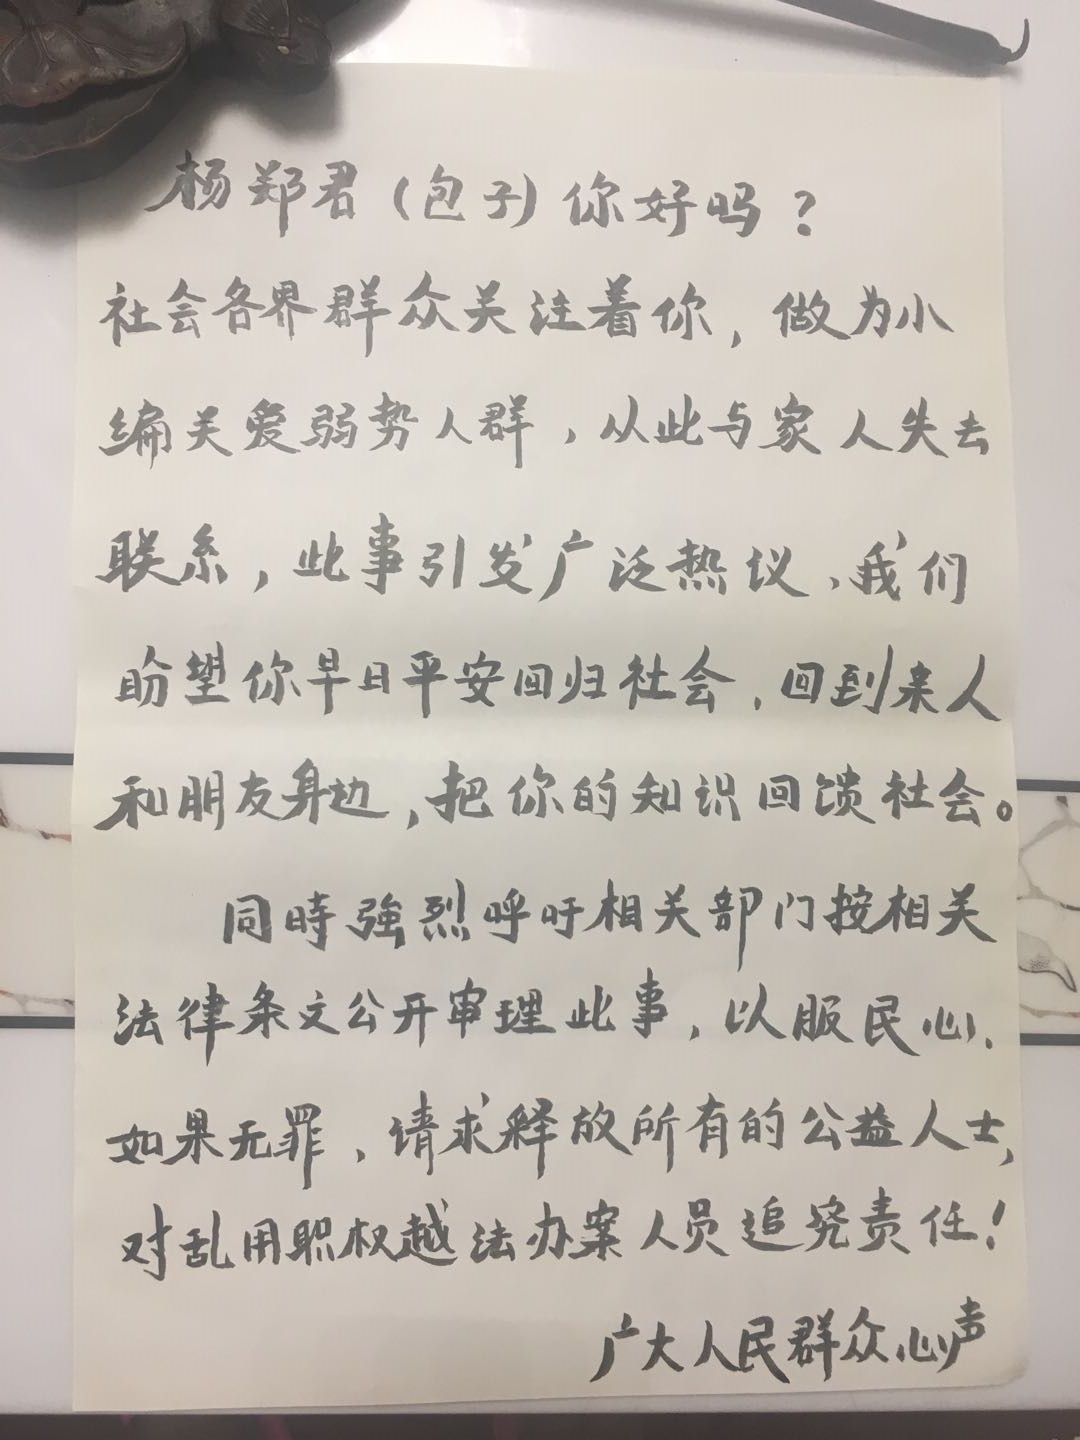 杨郑君（包子）你好吗？
社会各界群众关注着你，做为小
编关爱弱势人群，从此与家人失去
联系，此事引发广泛热议，我们
盼望你早日平安回归社会，回到亲人
和朋友身边，把你的知识回馈社会。
同時強烈呼吁相关部门按相关
法律条文公开审理此事，以服民心，
如果无罪，请求释放所有的公益人士，
对乱用职权越法办案人员追究责任！
广大人民群众心声